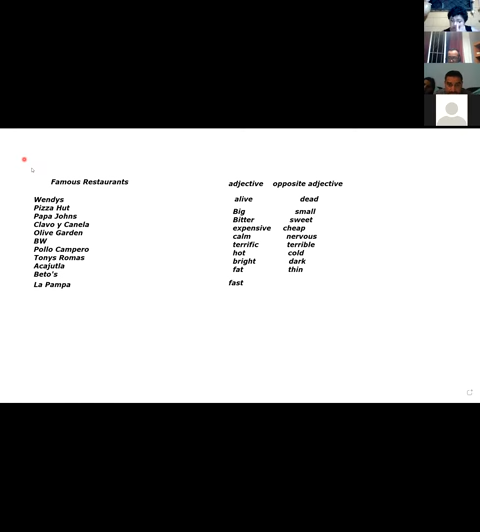 Famous Restaurants
Wendys
Pizza Hut
Papa Johns
Clavo y Canela
Olive Garden
BW
Pollo Campero
Tonys Romas
Acajutla
Beto's
La Pampa
adjective opposite adjective
alive dead
Big small
Bitter sweet
expensive cheap
calm nervous
terrific terrible
hot cold
bright dark
fat thin
fast